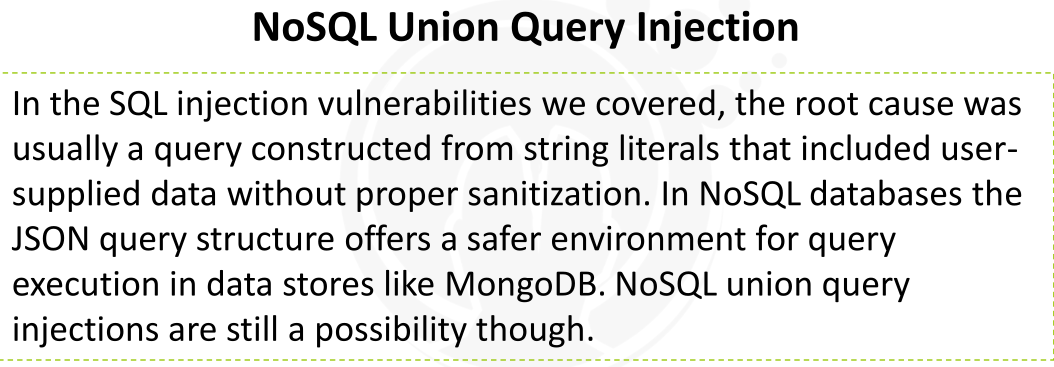 NoSQL Union Query Injection
In the SQL injection vulnerabilities we covered, the root cause was
usually a query constructed from string literals that included user-
supplied data without proper sanitization. In NoSQL databases the
JSON query structure offers a safer environment for query
execution in data stores like MongoDB. NoSQL union query
injections are still a possibility though.